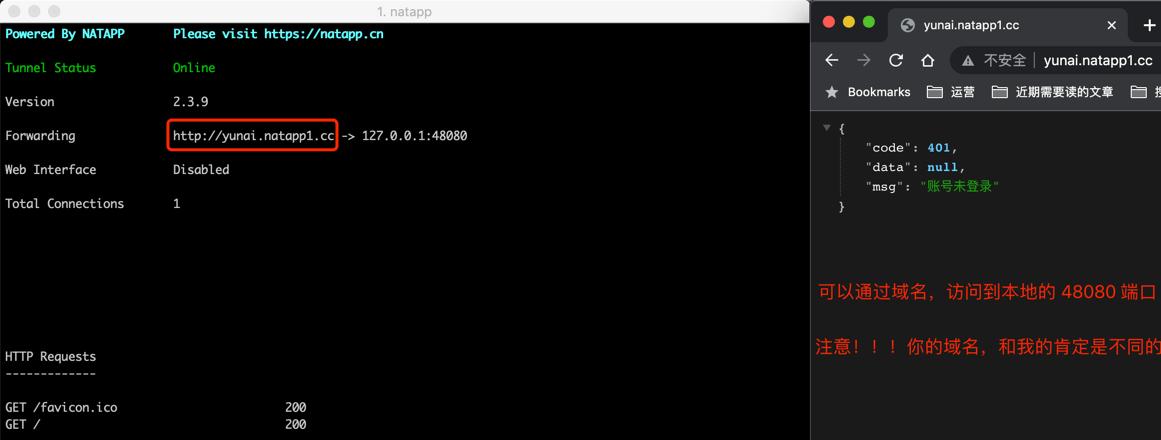 1. natapp
Powered By NATAPP Please visit https://natapp.cn
Tunnel Status Online
Version 2.3.9
Forwarding http://yunai.natapp1.cc -> 127.0.0.1:48080
Web Interface Disabled
Total Connections 1
HTTP Requests
-------------
GET /favicon.ico 200
GET / 200
yunai.natapp1.cc
不安全 yunai.natapp1.cc
Bookmarks 运营 近期需要读的文章
{
"code": 401,
"data": null,
"msg": "账号未登录"
}
可以通过域名，访问到本地的 48080 端口
注意！！！你的域名，和我的肯定是不同的